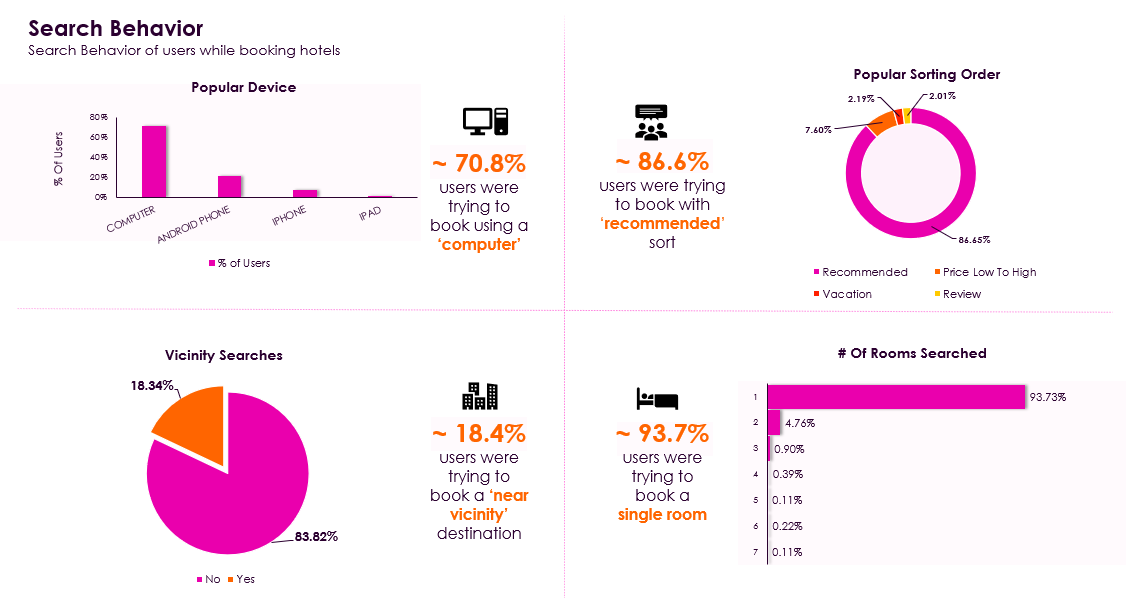 Search Behavior
Search Behavior of users while booking hotels
Popular Device
% Of Users
80%
60%
40%
20%
0%
COMPUTER
ANDROID PHONE
IPHONE
IPAD
% of Users
~ 70.8%
users were
trying to
book using a
‘computer’
~ 86.6%
users were trying
to book with
‘recommended’
sort
Popular Sorting Order
2.19%
2.01%
7.60%
86.65%
Recommended
Price Low To High
Vacation
Review
Vicinity Searches
18.34%
83.82%
No
Yes
~ 18.4%
users were
trying to
book a ‘near
vicinity’
destination
~ 93.7%
users were
trying to
book a
single room
# Of Rooms Searched
1 93.73%
2 4.76%
3 0.90%
4 0.39%
5 0.11%
6 0.22%
7 0.11%